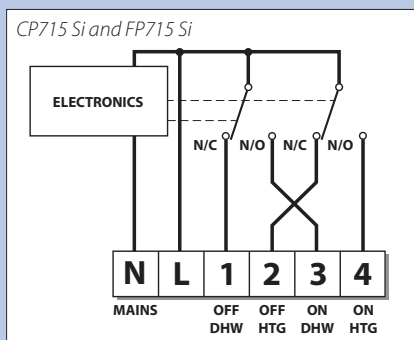 CP715 Si and FP715 Si
ELECTRONICS
N/C N/O N/C N/O
N L 1 2 3 4
MAINS OFF OFF ON ON
DHW HTG DHW HTG